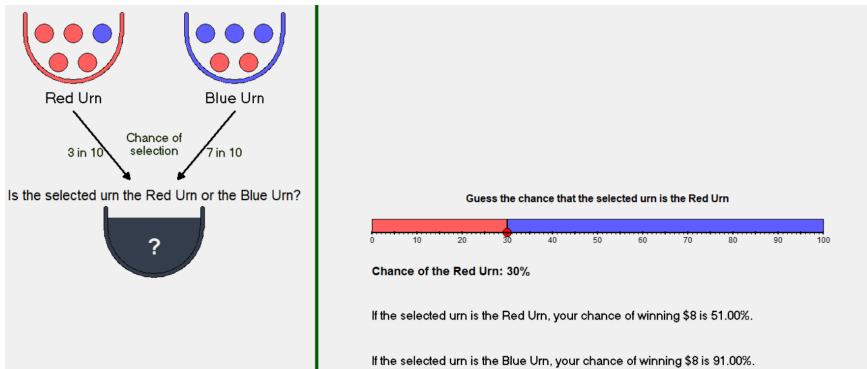 Red Urn
Blue Urn
Chance of
selection
3 in 10
7 in 10
Is the selected urn the Red Urn or the Blue Urn?
?
Guess the chance that the selected urn is the Red Urn
0 10 20 30 40 50 60 70 80 90 100
Chance of the Red Urn: 30%
If the selected urn is the Red Urn, your chance of winning $8 is 51.00%.
If the selected urn is the Blue Urn, your chance of winning $8 is 91.00%.